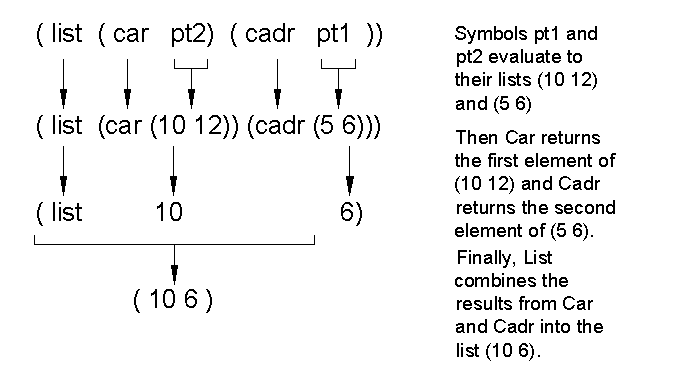 ( list ( car pt2) ( cadr pt1 ))
( list (car (10 12)) (cadr (5 6)))
( list 10 6)
( 10 6 )
Symbols pt1 and
pt2 evaluate to
their lists (10 12)
and (5 6)
Then Car returns
the first element of
(10 12) and Cadr
returns the second
element of (5 6).
Finally, List
combines the
results from Car
and Cadr into the
list (10 6).